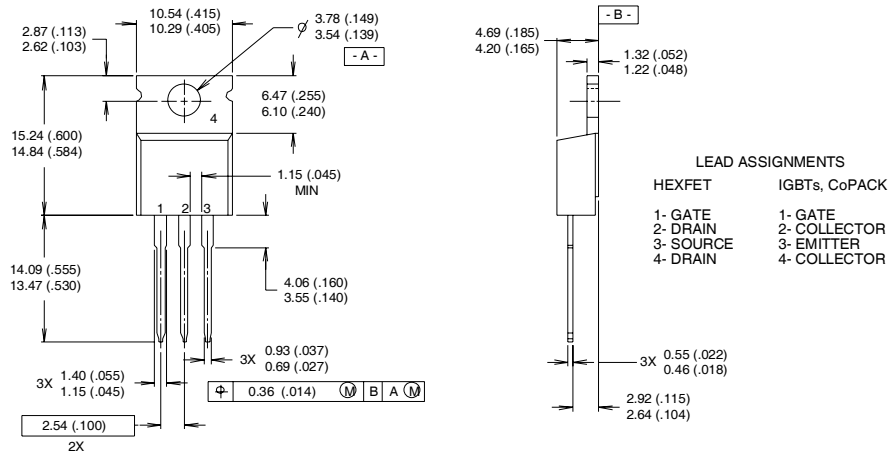 10.54 (.415)
10.29 (.405)
2.87 (.113)
2.62 (.103)
ø 3.78 (.149)
3.54 (.139)
- A -
6.47 (.255)
6.10 (.240)
4
15.24 (.600)
14.84 (.584)
1.15 (.045)
MIN
1 2 3
14.09 (.555)
13.47 (.530)
4.06 (.160)
3.55 (.140)
3X 0.93 (.037)
0.69 (.027)
3X 1.40 (.055)
1.15 (.045)
⌖ 0.36 (.014) Ⓜ B A Ⓜ
2.54 (.100)
2X
- B -
4.69 (.185)
4.20 (.165)
1.32 (.052)
1.22 (.048)
3X 0.55 (.022)
0.46 (.018)
2.92 (.115)
2.64 (.104)
LEAD ASSIGNMENTS
HEXFET IGBTs, CoPACK
1- GATE 1- GATE
2- DRAIN 2- COLLECTOR
3- SOURCE 3- EMITTER
4- DRAIN 4- COLLECTOR